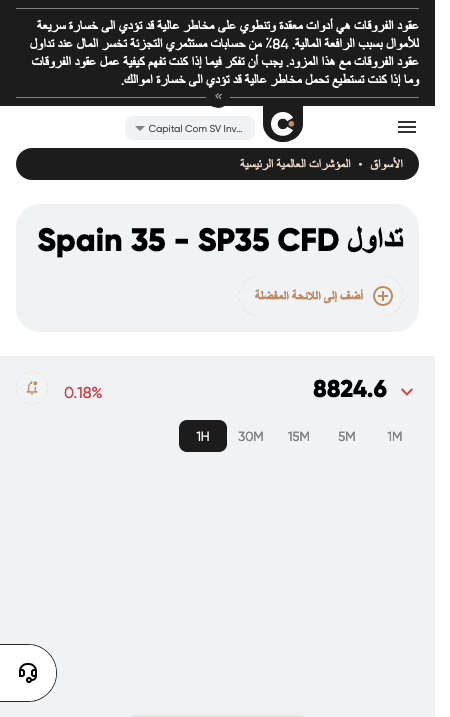 عقود الفروقات هي أدوات معقدة وتنطوي على مخاطر عالية قد تؤدي الى خسارة سريعة
للأموال بسبب الرافعة المالية. 84٪ من حسابات مستثمري التجزئة تخسر المال عند تداول
عقود الفروقات مع هذا المزود. يجب أن تفكر فيما إذا كنت تفهم كيفية عمل عقود الفروقات
وما إذا كنت تستطيع تحمل مخاطر عالية قد تؤدي الى خسارة اموالك.
Capital Com SV Inv...
الأسواق • المؤشرات العالمية الرئيسية
تداول Spain 35 - SP35 CFD
أضف إلى اللائحة المفضلة
8824.6
0.18%
1H 30M 15M 5M 1M